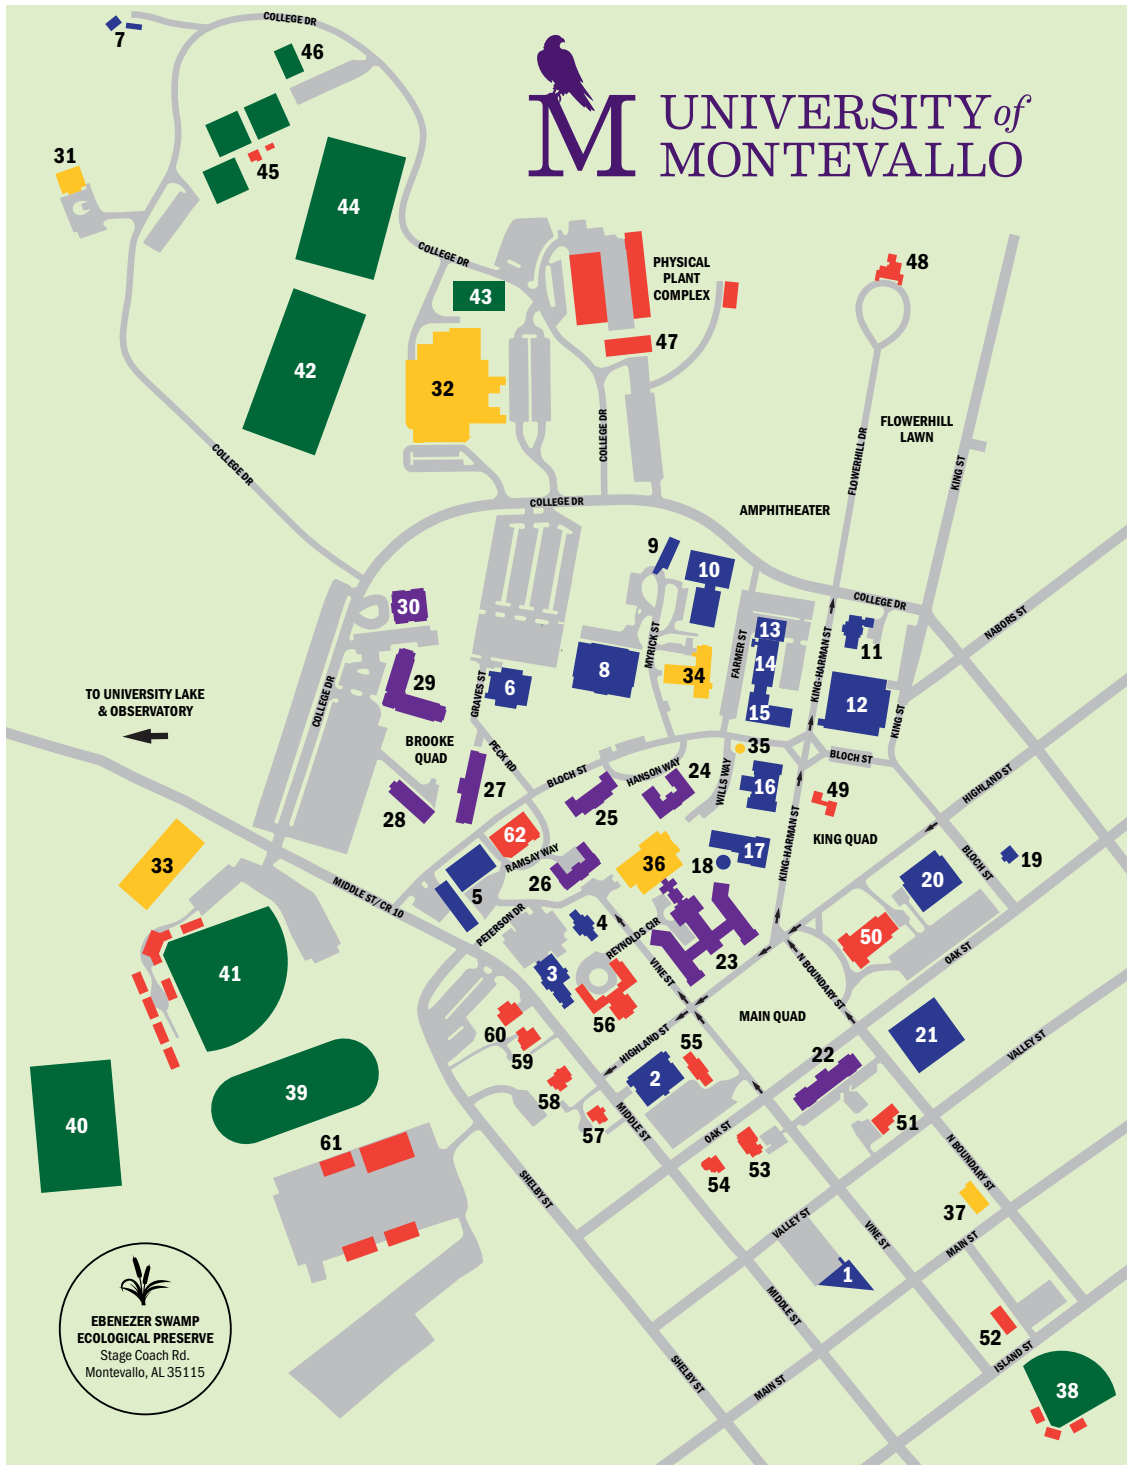 COLLEGE DR
7
46
M
UNIVERSITY of
MONTEVALLO
31
45
44
COLLEGE DR
PHYSICAL
PLANT
COMPLEX
48
43
47
42
32
COLLEGE DR
FLOWERHILL
LAWN
FLOWERHILL DR
KING ST
COLLEGE DR
COLLEGE DR
AMPHITHEATER
9
10
30
COLLEGE DR
NABORS ST
13
11
MYRICK ST
FARMER ST
KING-HARMAN ST
14
8
34
29
6
GRAVES ST
COLLEGE DR
TO UNIVERSITY LAKE
& OBSERVATORY
12
15
KING ST
BROOKE
QUAD
PECK RD
35
BLOCH ST
24
HANSON WAY
BLOCH ST
WILLS WAY
27
28
25
16
49
HIGHLAND ST
KING QUAD
KING-HARMAN ST
62
RAMSAY WAY
36
17
18
33
26
5
BLOCH ST
19
20
MIDDLE ST/CR 10
PETERSON DR
4
REYNOLDS CIR
50
OAK ST
41
3
VINE ST
23
N BOUNDARY ST
56
MAIN QUAD
60
59
HIGHLAND ST
55
21
VALLEY ST
22
39
2
58
40
57
MIDDLE ST
OAK ST
51
61
53
54
N BOUNDARY ST
SHELBY ST
37
VALLEY ST
VINE ST
MAIN ST
1
EBENEZER SWAMP
ECOLOGICAL PRESERVE
Stage Coach Rd.
Montevallo, AL 35115
MIDDLE ST
52
ISLAND ST
SHELBY ST
MAIN ST
38